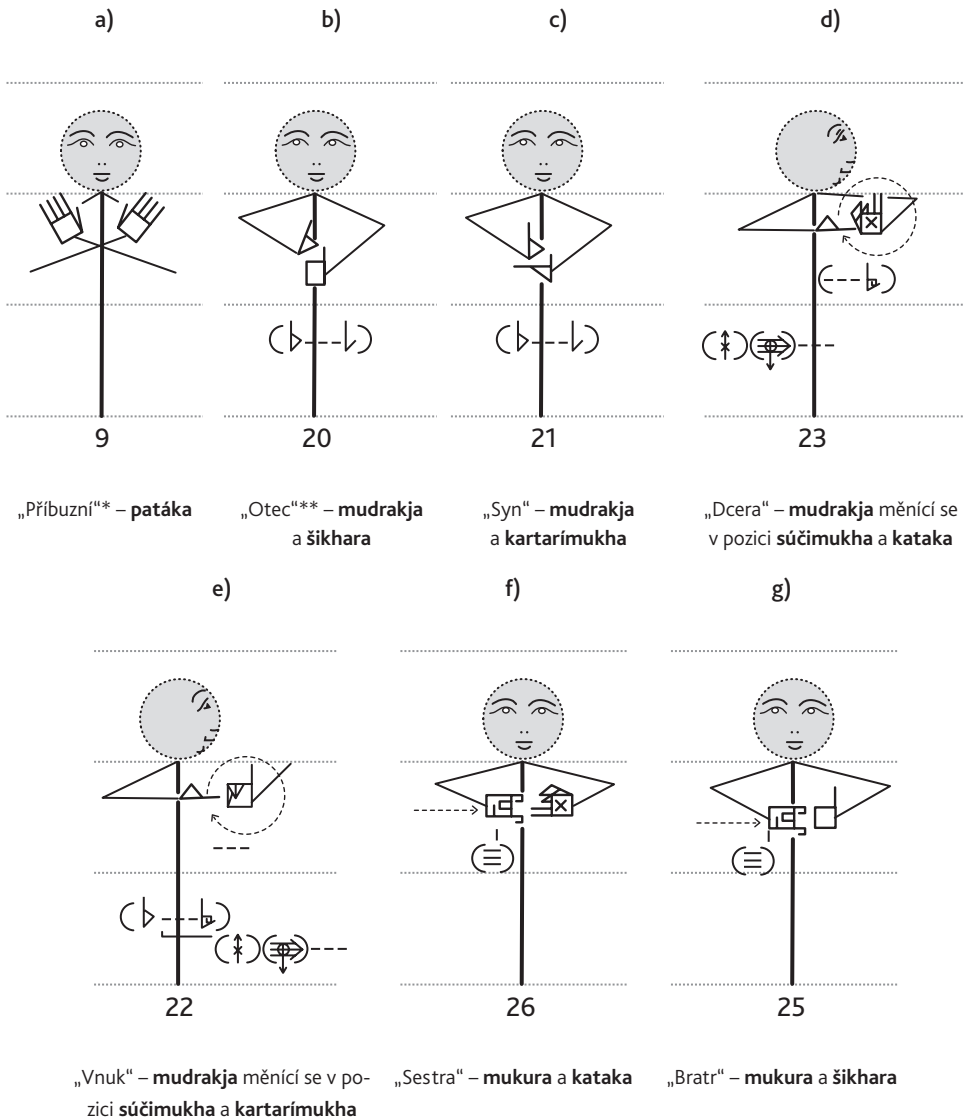 a) b) c) d)
9 20 21 23
„Příbuzní“* – patáka
„Otec“** – mudrakja
a šikhara
„Syn“ – mudrakja
a kartarímukha
„Dcera“ – mudrakja měnící se
v pozici súčimukha a kataka
e) f) g)
22 26 25
„Vnuk“ – mudrakja měnící se v po-
zici súčimukha a kartarímukha
„Sestra“ – mukura a kataka
„Bratr“ – mukura a šikhara